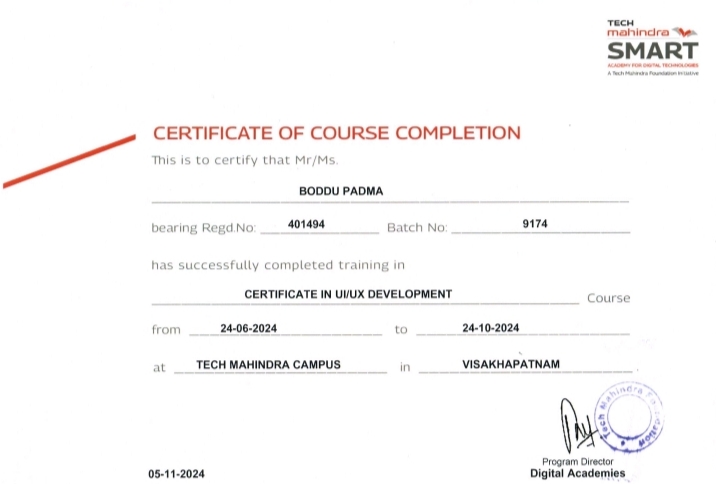 TECH
mahindra
SMART
ACADEMY FOR DIGITAL TECHNOLOGIES
A Tech Mahindra Foundation Initiative
CERTIFICATE OF COURSE COMPLETION
This is to certify that Mr/Ms.
BODDU PADMA
bearing Regd.No: 401494 Batch No: 9174
has successfully completed training in
CERTIFICATE IN UI/UX DEVELOPMENT Course
from 24-06-2024 to 24-10-2024
at TECH MAHINDRA CAMPUS in VISAKHAPATNAM
Tech Mahindra
Program Director
05-11-2024 Digital Academies